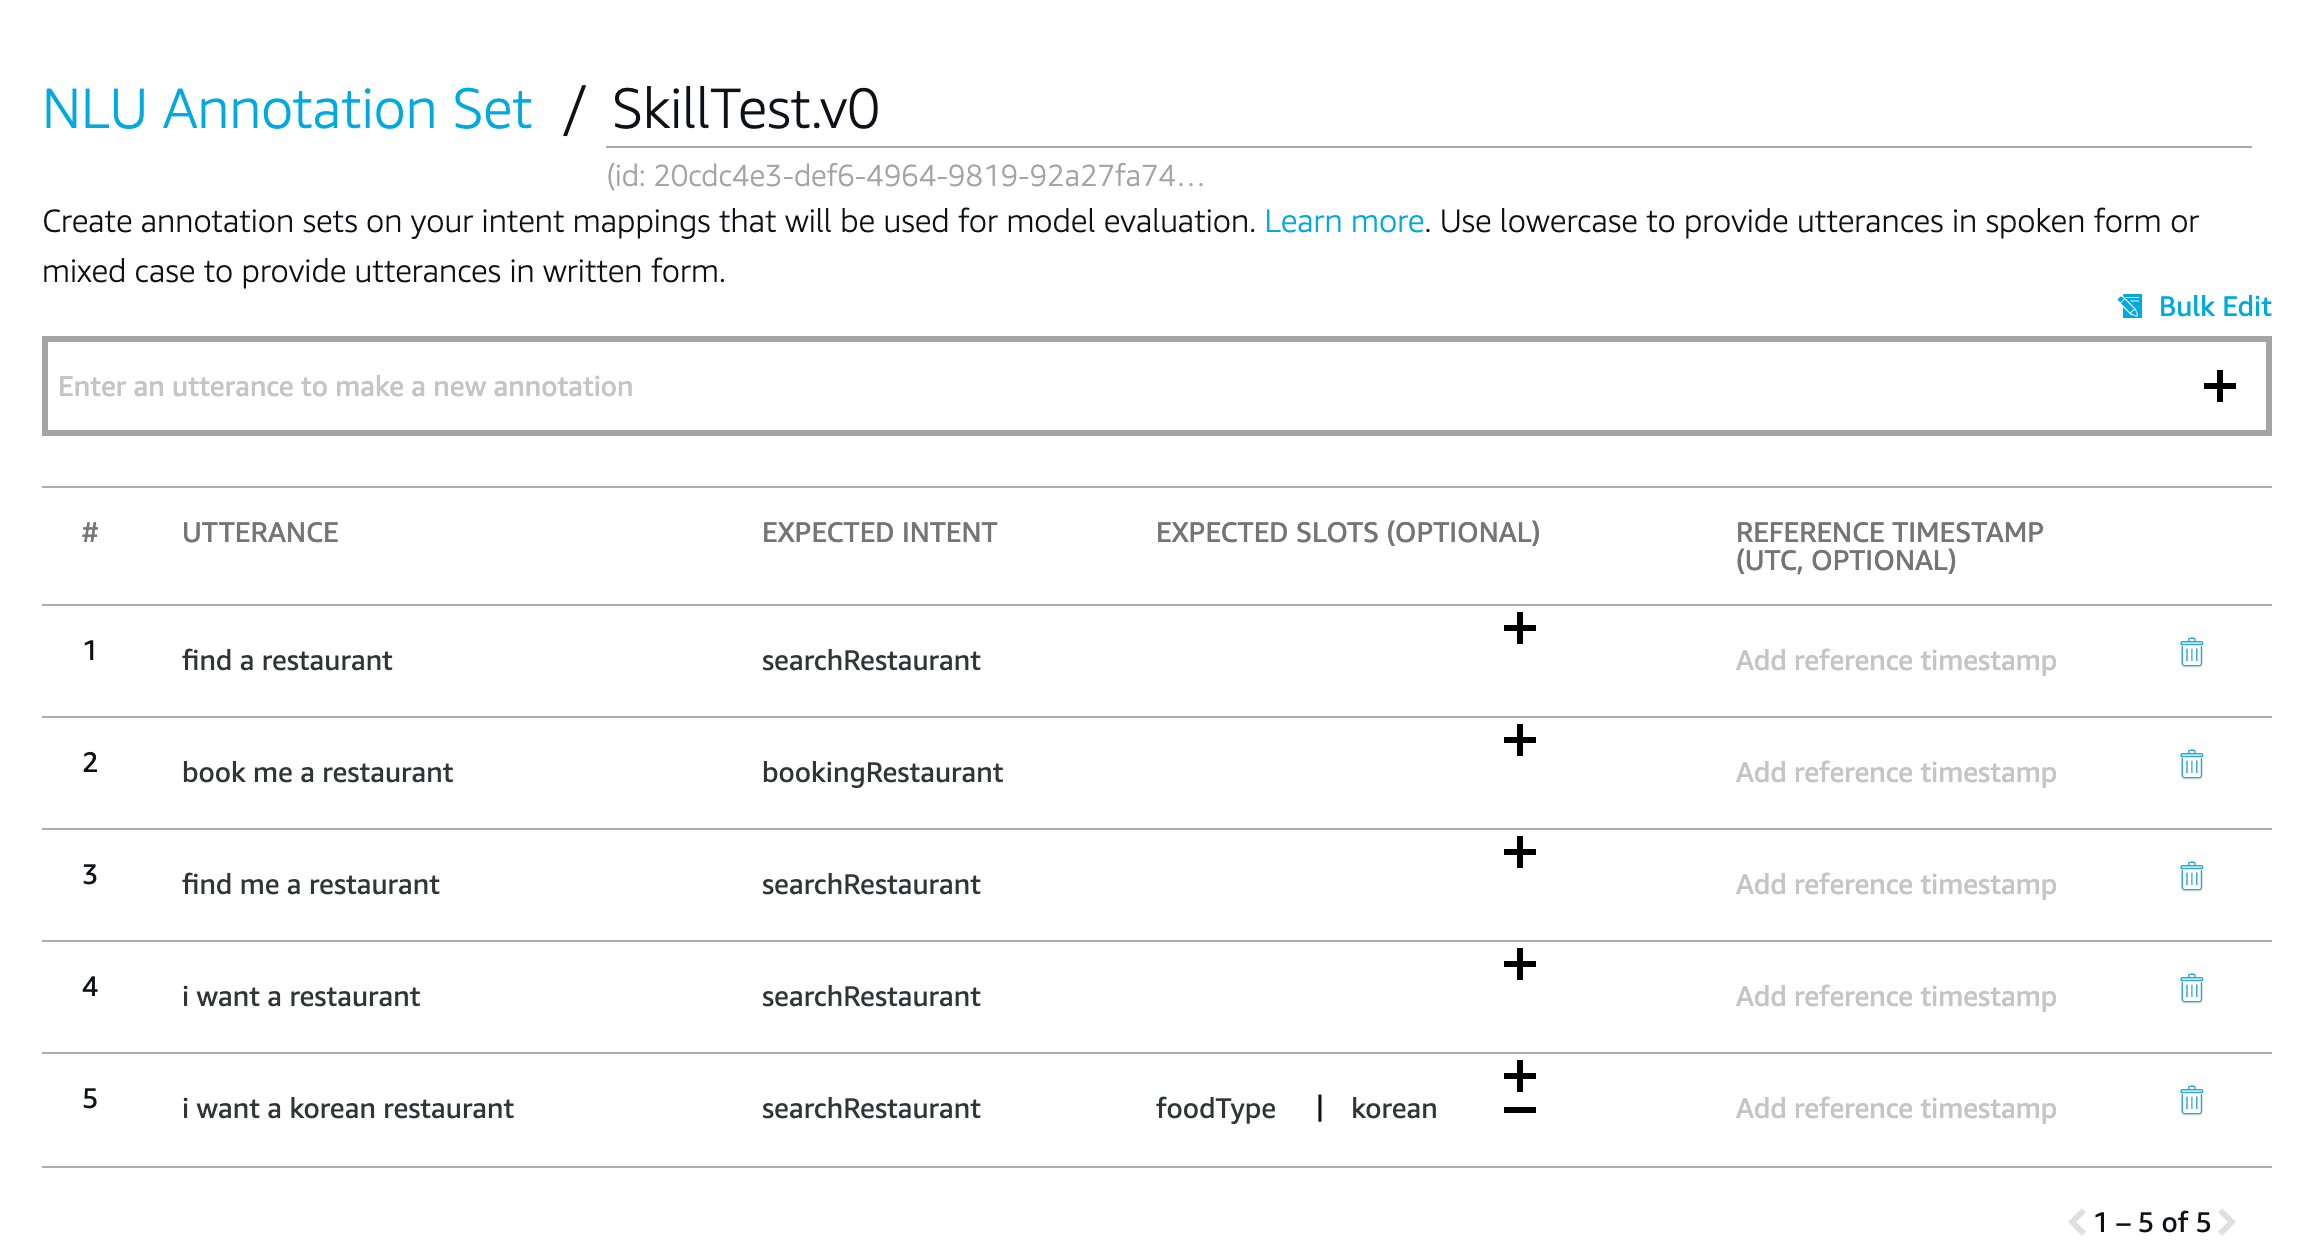 NLU Annotation Set / SkillTest.v0
(id: 20cdc4e3-def6-4964-9819-92a27fa74...
Create annotation sets on your intent mappings that will be used for model evaluation. Learn more. Use lowercase to provide utterances in spoken form or
mixed case to provide utterances in written form.
Bulk Edit
Enter an utterance to make a new annotation
# UTTERANCE EXPECTED INTENT EXPECTED SLOTS (OPTIONAL) REFERENCE TIMESTAMP
(UTC, OPTIONAL)
1 find a restaurant searchRestaurant Add reference timestamp
2 book me a restaurant bookingRestaurant Add reference timestamp
3 find me a restaurant searchRestaurant Add reference timestamp
4 i want a restaurant searchRestaurant Add reference timestamp
5 i want a korean restaurant searchRestaurant foodType | korean Add reference timestamp
1 – 5 of 5